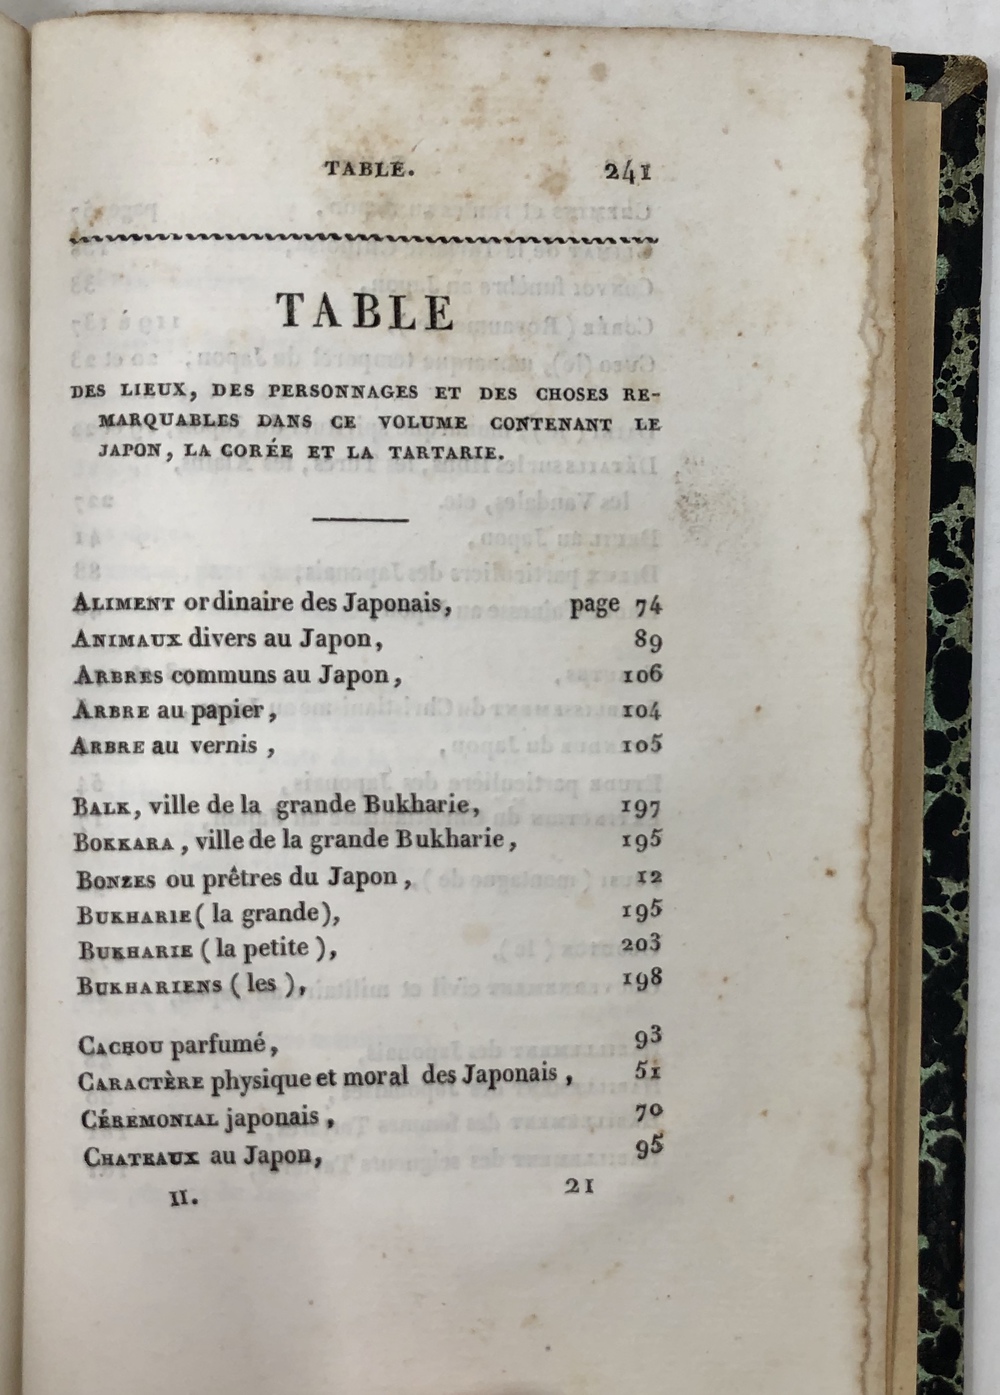 TABLE. 241
TABLE
DES LIEUX, DES PERSONNAGES ET DES CHOSES RE-
MARQUABLES DANS CE VOLUME CONTENANT LE
JAPON, LA CORÉE ET LA TARTARIE.
ALIMENT ordinaire des Japonais, page 74
ANIMAUX divers au Japon, 89
ARBRES communs au Japon, 106
ARBRE au papier, 104
ARBRE au vernis, 105
BALK, ville de la grande Bukharie, 197
BOKKARA, ville de la grande Bukharie, 195
BONZES ou prêtres du Japon, 12
BUKHARIE (la grande), 195
BUKHARIE (la petite), 203
BUKHARIENS (les), 198
CACHOU parfumé, 93
CARACTÈRE physique et moral des Japonais, 51
CÉREMONIAL japonais, 70
CHATEAUX au Japon, 95
II. 21